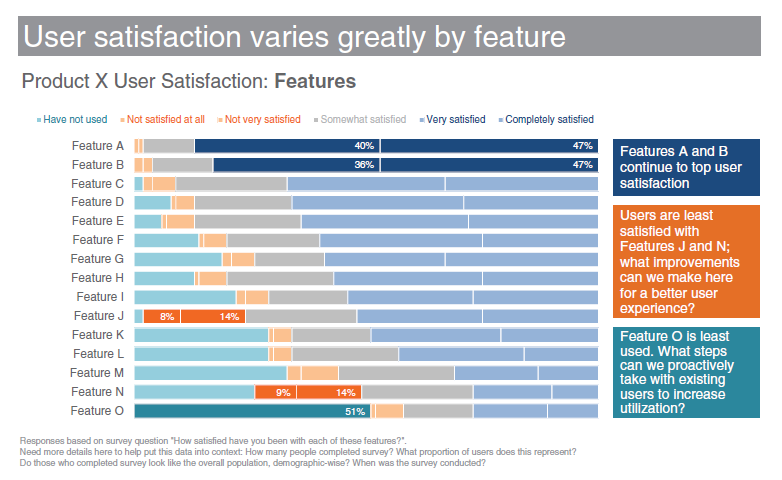 User satisfaction varies greatly by feature
Product X User Satisfaction: Features
Have not used Not satisfied at all Not very satisfied Somewhat satisfied Very satisfied Completely satisfied
Feature A 40% 47%
Feature B 36% 47%
Feature C
Feature D
Feature E
Feature F
Feature G
Feature H
Feature I
Feature J 8% 14%
Feature K
Feature L
Feature M
Feature N 9% 14%
Feature O 51%
Features A and B
continue to top user
satisfaction
Users are least
satisfied with
Features J and N;
what improvements
can we make here
for a better user
experience?
Feature O is least
used. What steps
can we proactively
take with existing
users to increase
utilization?
Responses based on survey question "How satisfied have you been with each of these features?".
Need more details here to help put this data into context: How many people completed survey? What proportion of users does this represent?
Do those who completed survey look like the overall population, demographic-wise? When was the survey conducted?